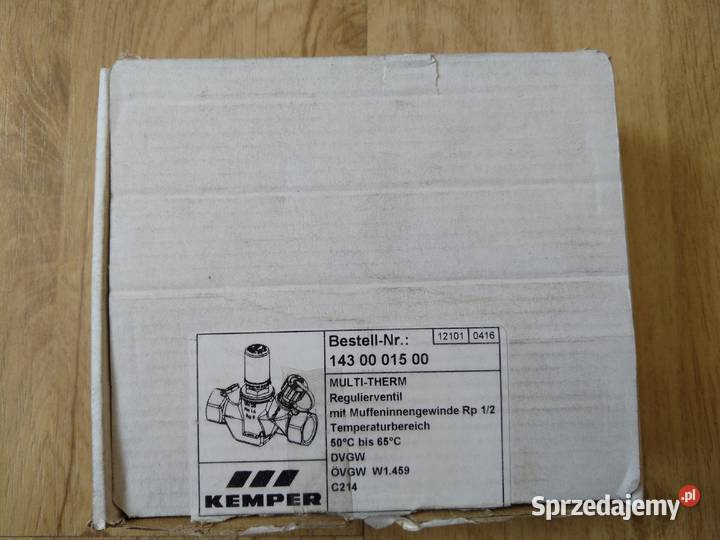 Bestell-Nr.:
12101 0416
143 00 015 00
MULTI-THERM
Regulierventil
mit Muffeninnengewinde Rp 1/2
Temperaturbereich
50°C bis 65°C
DVGW
ÖVGW W1.459
C214
KEMPER
Sprzedajemy.pl